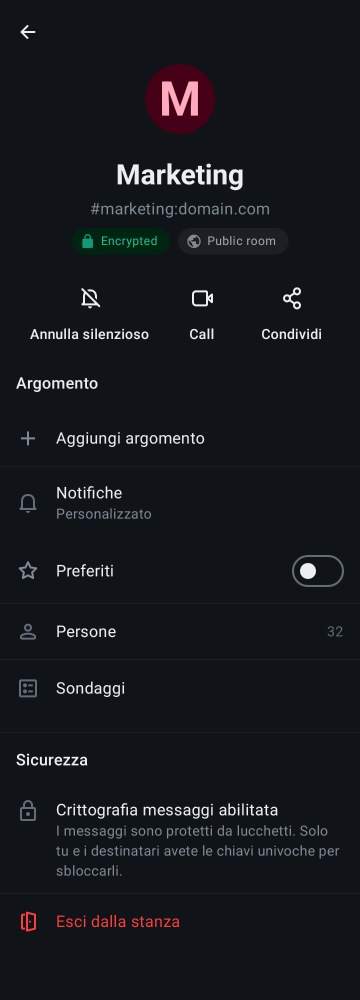 M
Marketing
#marketing:domain.com
Encrypted Public room
Annulla silenzioso Call Condividi
Argomento
Aggiungi argomento
Notifiche
Personalizzato
Preferiti
Persone 32
Sondaggi
Sicurezza
Crittografia messaggi abilitata
I messaggi sono protetti da lucchetti. Solo
tu e i destinatari avete le chiavi univoche per
sbloccarli.
Esci dalla stanza